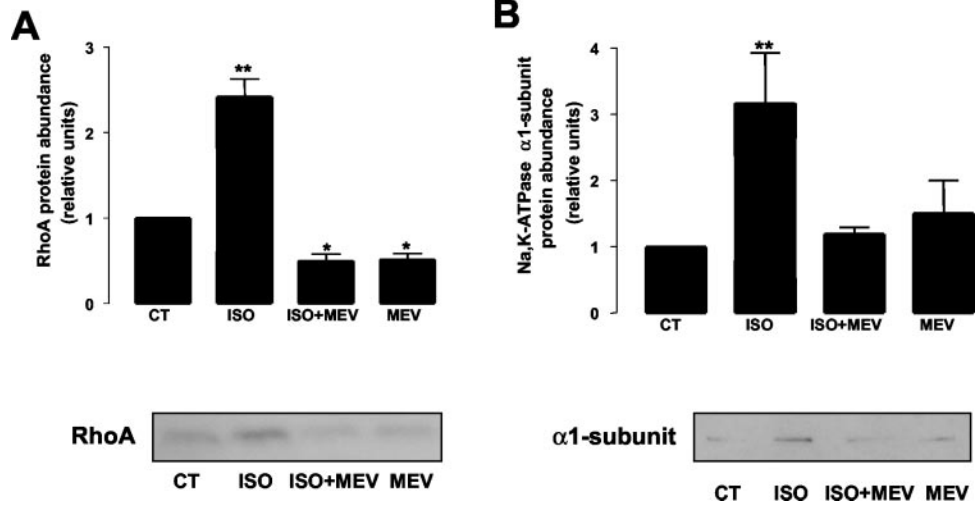 A
RhoA protein abundance
(relative units)
3
2
1
0
**
*
*
CT ISO ISO+MEV MEV
RhoA
CT ISO ISO+MEV MEV
B
Na,K-ATPase α1-subunit
protein abundance
(relative units)
4
3
2
1
0
**
CT ISO ISO+MEV MEV
α1-subunit
CT ISO ISO+MEV MEV